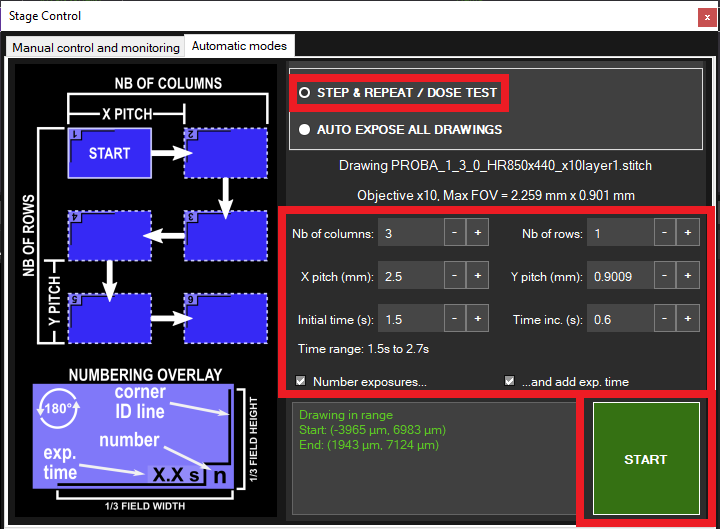 Stage Control
x
Manual control and monitoring
Automatic modes
NB OF COLUMNS
X PITCH
1
2
START
NB OF ROWS
4
3
Y PITCH
5
6
NUMBERING OVERLAY
180°
corner
ID line
number
exp.
time
X.X s
n
1/3 FIELD HEIGHT
1/3 FIELD WIDTH
STEP & REPEAT / DOSE TEST
AUTO EXPOSE ALL DRAWINGS
Drawing PROBA_1_3_0_HR850x440_x10layer1.stitch
Objective x10, Max FOV = 2.259 mm x 0.901 mm
Nb of columns: 3 - +
Nb of rows: 1 - +
X pitch (mm): 2.5 - +
Y pitch (mm): 0.9009 - +
Initial time (s): 1.5 - +
Time inc. (s): 0.6 - +
Time range: 1.5s to 2.7s
Number exposures...
...and add exp. time
Drawing in range
Start: (-3965 µm, 6983 µm)
End: (1943 µm, 7124 µm)
START